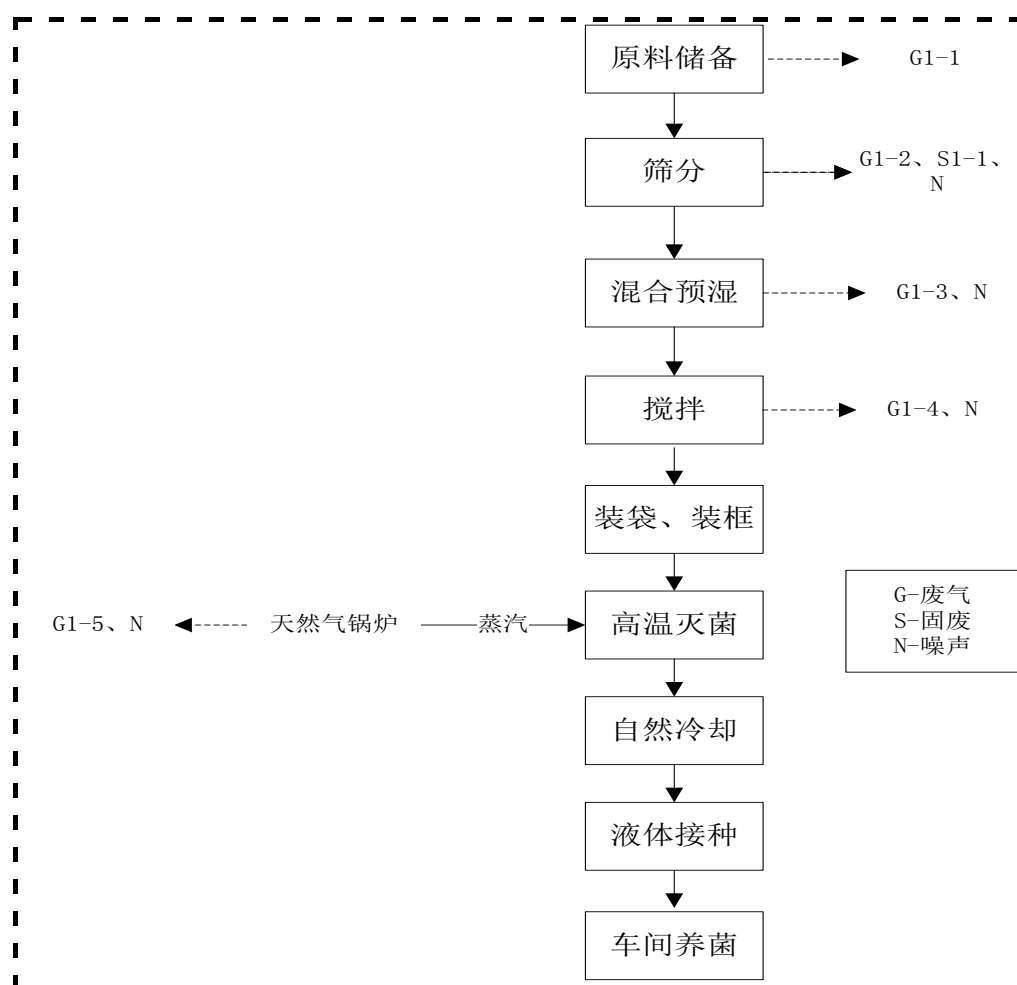 原料储备
G1-1
筛分
G1-2、S1-1、
N
混合预湿
G1-3、N
搅拌
G1-4、N
装袋、装框
G-废气
S-固废
N-噪声
G1-5、N
天然气锅炉
蒸汽
高温灭菌
自然冷却
液体接种
车间养菌